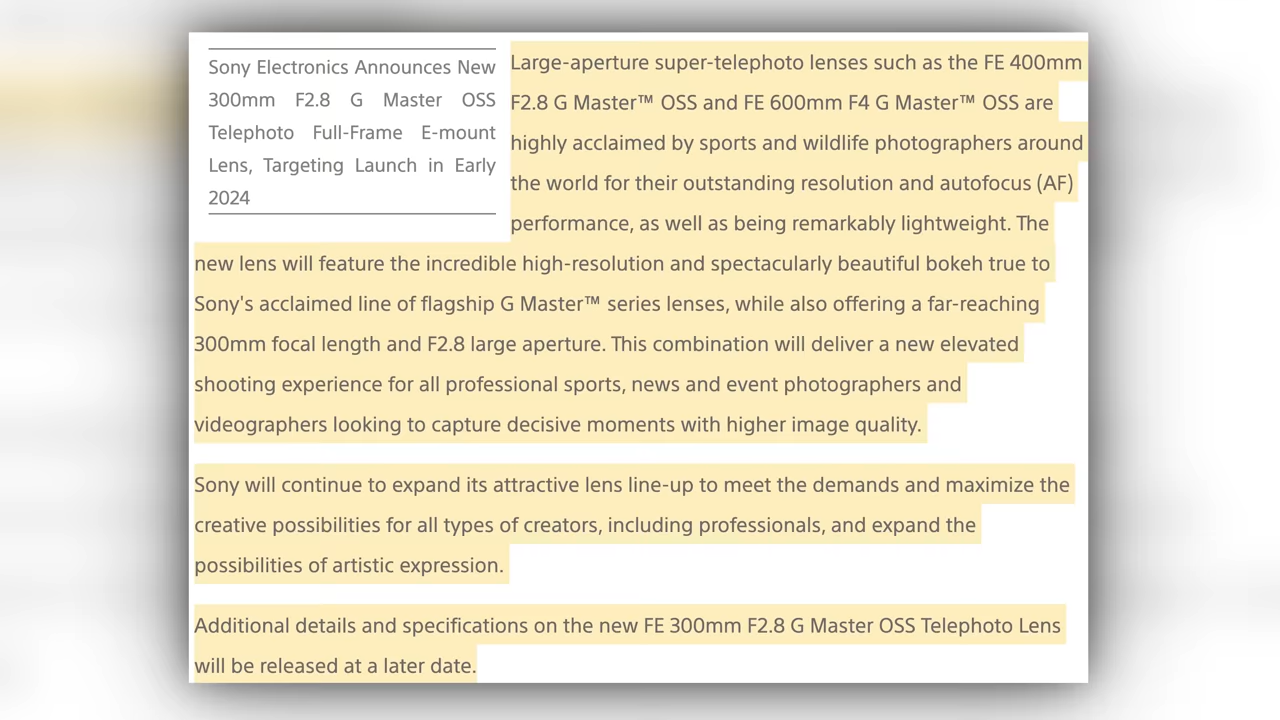 Sony Electronics Announces New
300mm F2.8 G Master OSS
Telephoto Full-Frame E-mount
Lens, Targeting Launch in Early
2024
Large-aperture super-telephoto lenses such as the FE 400mm
F2.8 G Master™ OSS and FE 600mm F4 G Master™ OSS are
highly acclaimed by sports and wildlife photographers around
the world for their outstanding resolution and autofocus (AF)
performance, as well as being remarkably lightweight. The
new lens will feature the incredible high-resolution and spectacularly beautiful bokeh true to
Sony's acclaimed line of flagship G Master™ series lenses, while also offering a far-reaching
300mm focal length and F2.8 large aperture. This combination will deliver a new elevated
shooting experience for all professional sports, news and event photographers and
videographers looking to capture decisive moments with higher image quality.
Sony will continue to expand its attractive lens line-up to meet the demands and maximize the
creative possibilities for all types of creators, including professionals, and expand the
possibilities of artistic expression.
Additional details and specifications on the new FE 300mm F2.8 G Master OSS Telephoto Lens
will be released at a later date.